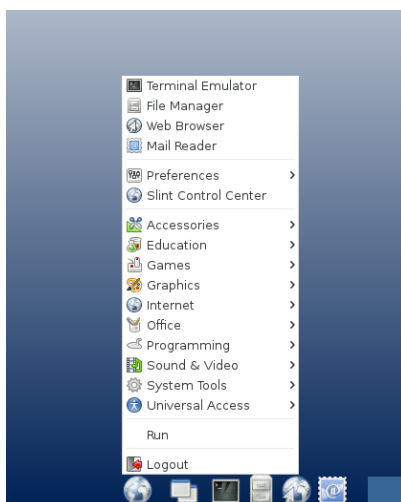 Terminal Emulator
File Manager
Web Browser
Mail Reader
Preferences
Slint Control Center
Accessories
Education
Games
Graphics
Internet
Office
Programming
Sound & Video
System Tools
Universal Access
Run
Logout